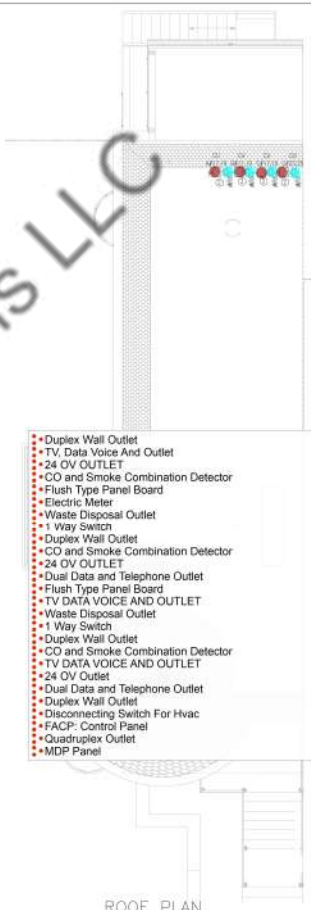 s LLC
Duplex Wall Outlet
TV, Data Voice And Outlet
24 OV OUTLET
CO and Smoke Combination Detector
Flush Type Panel Board
Electric Meter
Waste Disposal Outlet
1 Way Switch
Duplex Wall Outlet
CO and Smoke Combination Detector
24 OV OUTLET
Dual Data and Telephone Outlet
Flush Type Panel Board
TV DATA VOICE AND OUTLET
Waste Disposal Outlet
1 Way Switch
Duplex Wall Outlet
CO and Smoke Combination Detector
TV DATA VOICE AND OUTLET
24 OV Outlet
Dual Data and Telephone Outlet
Duplex Wall Outlet
Disconnecting Switch For Hvac
FACP: Control Panel
Quadruplex Outlet
MDP Panel
ROOF PLAN